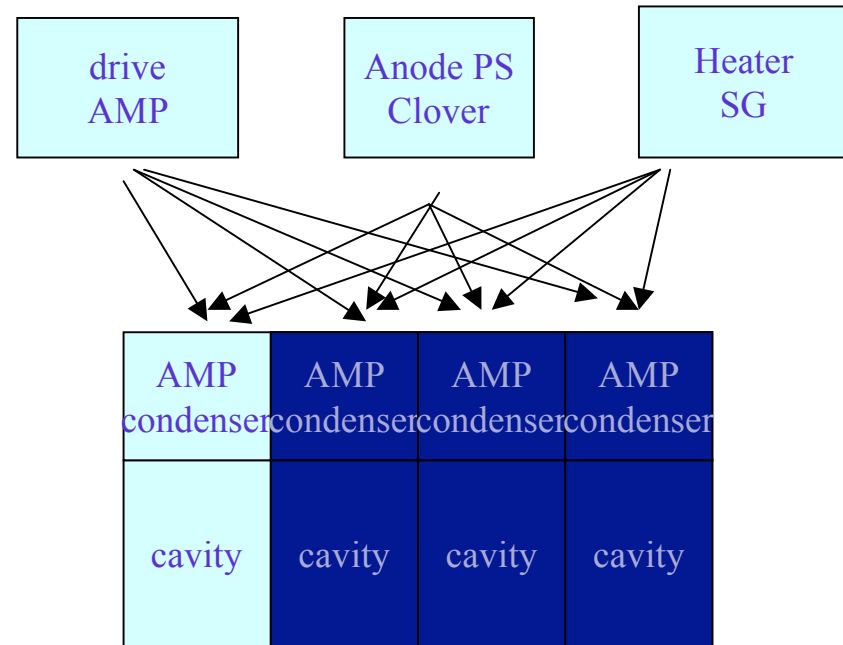 drive
AMP
Anode PS
Clover
Heater
SG
AMP
condenser
AMP
condenser
AMP
condenser
AMP
condenser
cavity
cavity
cavity
cavity